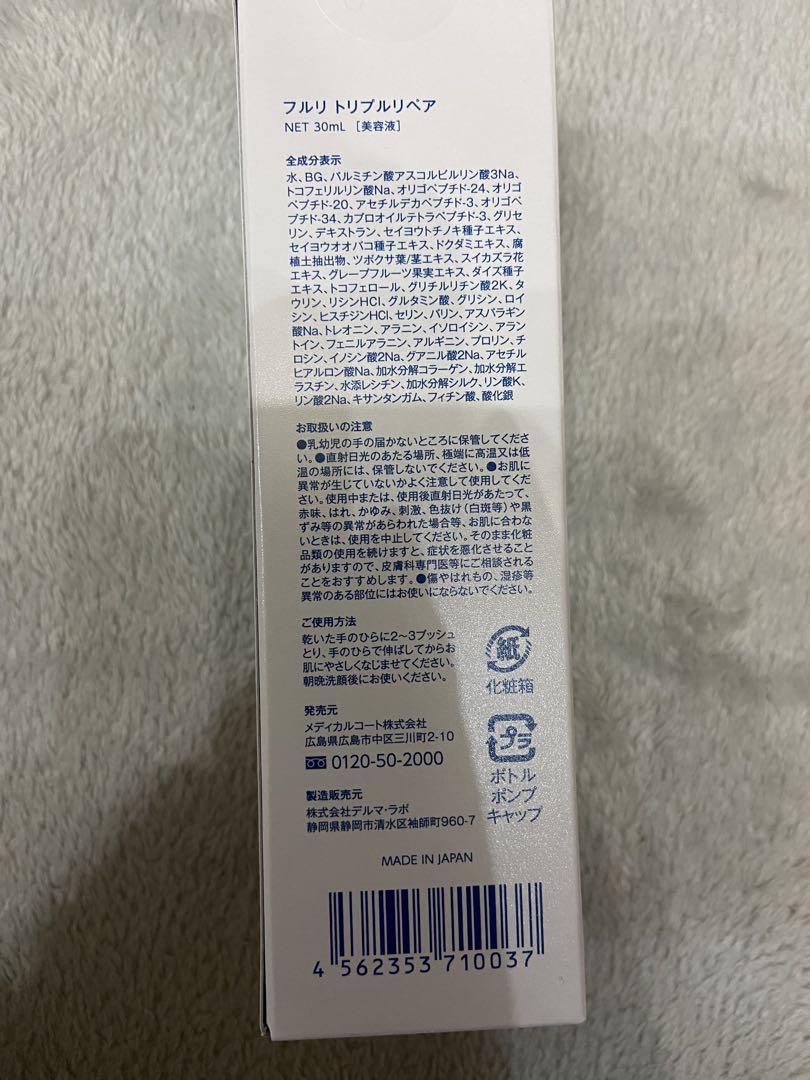 フルリ トリプルリペア
NET 30mL ［美容液］
全成分表示
水、BG、パルミチン酸アスコルビルリン酸3Na、
トコフェリルリン酸Na、オリゴペプチド-24、オリゴ
ペプチド-20、アセチルデカペプチド-3、オリゴペ
プチド-34、カプロオイルテトラペプチド-3、グリセ
リン、デキストラン、セイヨウトチノキ種子エキス、
セイヨウオオバコ種子エキス、ドクダミエキス、腐
植土抽出物、ツボクサ葉/茎エキス、スイカズラ花
エキス、グレープフルーツ果実エキス、ダイズ種子
エキス、トコフェロール、グリチルリチン酸2K、タ
ウリン、リシンHCl、グルタミン酸、グリシン、ロイ
シン、ヒスチジンHCl、セリン、バリン、アスパラギン
酸Na、トレオニン、アラニン、イソロイシン、アラン
トイン、フェニルアラニン、アルギニン、プロリン、チ
ロシン、イノシン酸2Na、グアニル酸2Na、アセチル
ヒアルロン酸Na、加水分解コラーゲン、加水分解エ
ラスチン、水添レシチン、加水分解シルク、リン酸K、
リン酸2Na、キサンタンガム、フィチン酸、酸化銀
お取扱いの注意
●乳幼児の手の届かないところに保管してくださ
い。●直射日光のあたる場所、極端に高温又は低
温の場所には、保管しないでください。●お肌に
異常が生じていないかよく注意して使用してくだ
さい。使用中または、使用後直射日光があたって、
赤味、はれ、かゆみ、刺激、色抜け（白斑等）や黒
ずみ等の異常があらわれた場合等、お肌に合わな
いときは、使用を中止してください。そのまま化粧
品類の使用を続けますと、症状を悪化させること
がありますので、皮膚科専門医等にご相談される
ことをおすすめします。●傷やはれもの、湿疹等
異常のある部位にはお使いにならないでください。
ご使用方法
乾いた手のひらに2〜3プッシュ
とり、手のひらで伸ばしてからお
肌にやさしくなじませてください。
朝晩洗顔後にお使いください。
紙
化粧箱
発売元
メディカルコート株式会社
広島県広島市中区三川町2-10
0120-50-2000
プラ
ボトル
ポンプ
キャップ
製造販売元
株式会社デルマ・ラボ
静岡県静岡市清水区袖師町960-7
MADE IN JAPAN
4 562353 710037